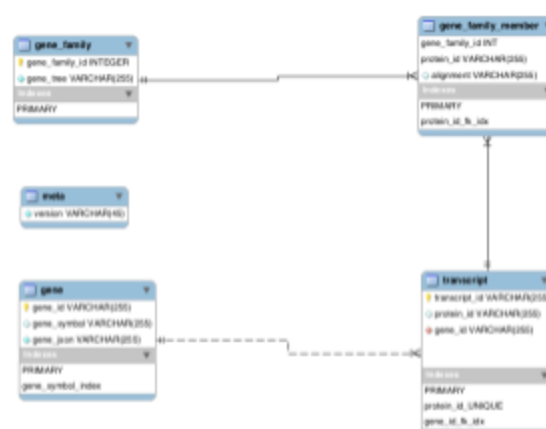 gene_family
gene_family_id INTEGER
gene_tree VARCHAR(255)
Indexes
PRIMARY
gene_family_member
gene_family_id INT
protein_id VARCHAR(255)
alignment VARCHAR(255)
Indexes
PRIMARY
protein_id_fk_idx
meta
version VARCHAR(45)
gene
gene_id VARCHAR(255)
gene_symbol VARCHAR(255)
gene_json VARCHAR(255)
Indexes
PRIMARY
gene_symbol_index
transcript
transcript_id VARCHAR(255
protein_id VARCHAR(255)
gene_id VARCHAR(255)
Indexes
PRIMARY
protein_id_UNIQUE
gene_id_fk_idx